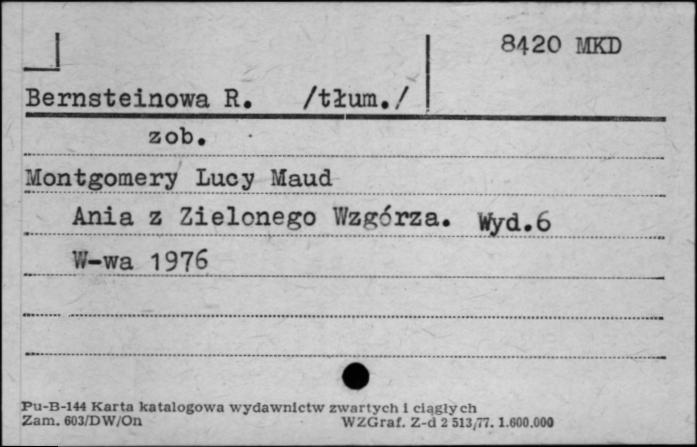 8420 MKD
Bernsteinowa R. /tłum./
zob.
Montgomery Lucy Maud
Ania z Zielonego Wzgórza. Wyd.6
W-wa 1976
Pu-B-144 Karta katalogowa wydawnictw zwartych i ciągłych
Zam. 603/DW/On WZGraf. Z-d 2 513/77. 1.600.000